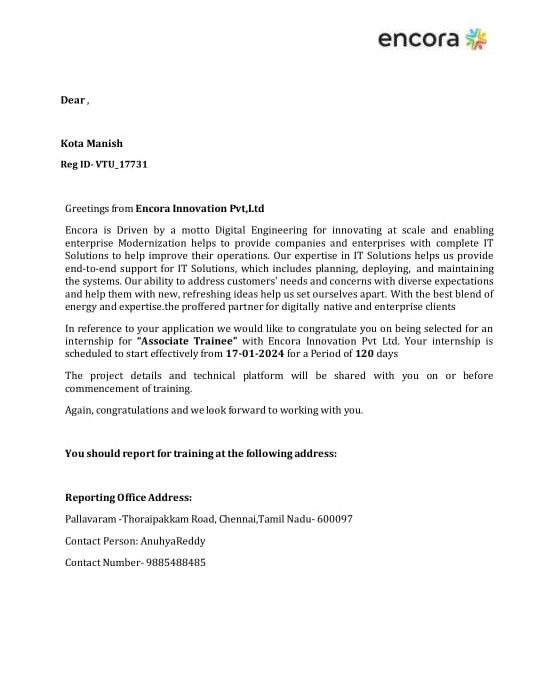 encora
Dear ,
Kota Manish
Reg ID- VTU_17731
Greetings from Encora Innovation Pvt,Ltd
Encora is Driven by a motto Digital Engineering for innovating at scale and enabling
enterprise Modernization helps to provide companies and enterprises with complete IT
Solutions to help improve their operations. Our expertise in IT Solutions helps us provide
end-to-end support for IT Solutions, which includes planning, deploying, and maintaining
the systems. Our ability to address customers' needs and concerns with diverse expectations
and help them with new, refreshing ideas help us set ourselves apart. With the best blend of
energy and expertise.the proffered partner for digitally native and enterprise clients
In reference to your application we would like to congratulate you on being selected for an
internship for "Associate Trainee" with Encora Innovation Pvt Ltd. Your internship is
scheduled to start effectively from 17-01-2024 for a Period of 120 days
The project details and technical platform will be shared with you on or before
commencement of training.
Again, congratulations and we look forward to working with you.
You should report for training at the following address:
Reporting Office Address:
Pallavaram -Thoraipakkam Road, Chennai,Tamil Nadu- 600097
Contact Person: AnuhyaReddy
Contact Number- 9885488485